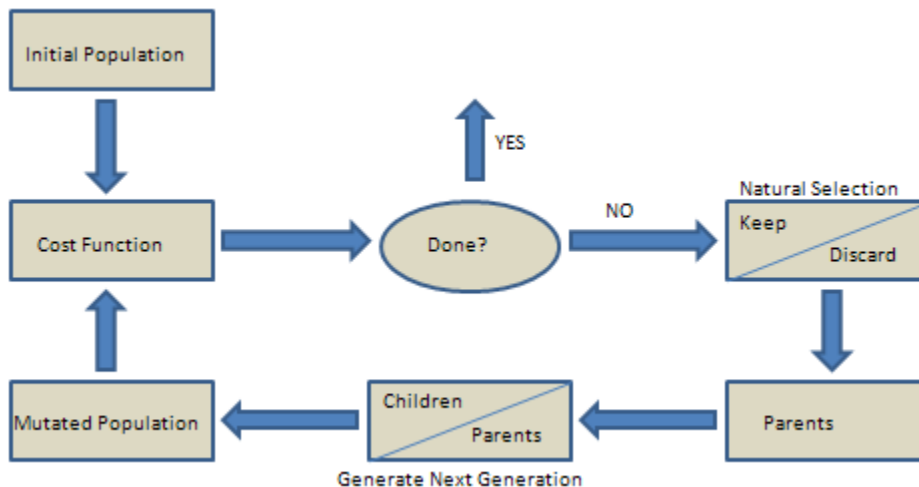 Initial Population
YES
Natural Selection
NO
Keep
Cost Function
Done?
Discard
Children
Mutated Population
Parents
Parents
Generate Next Generation